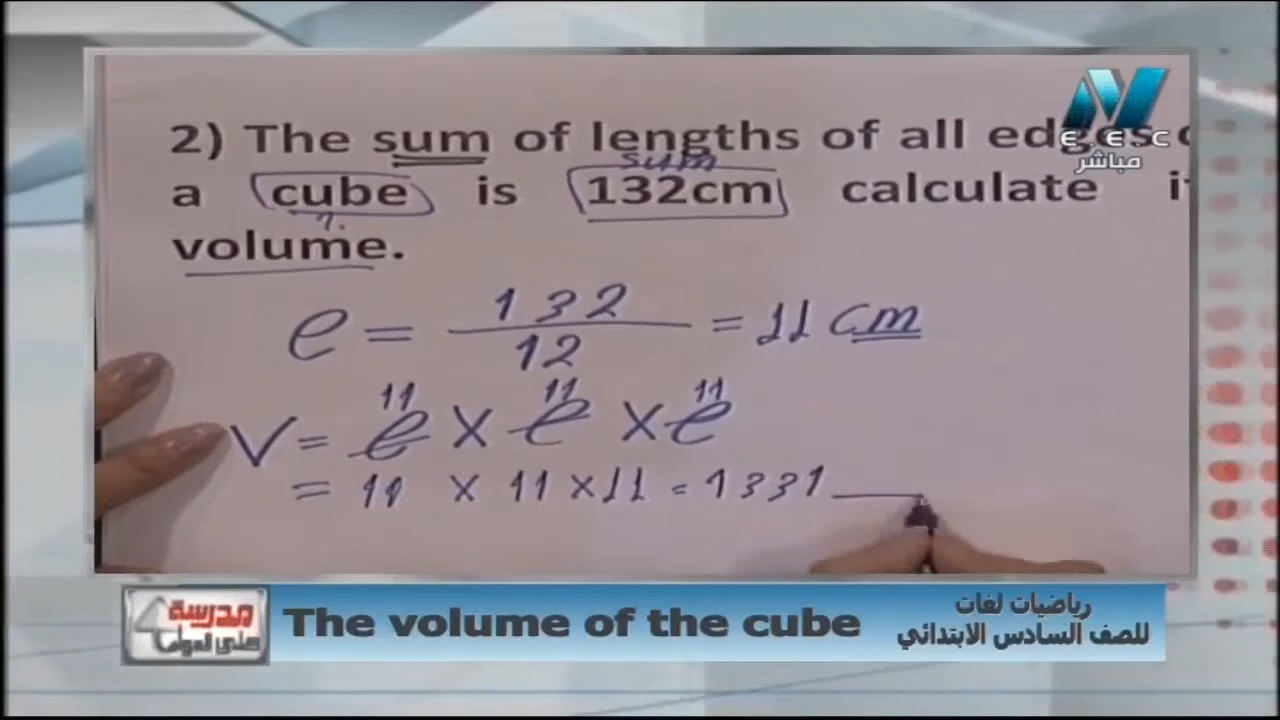 2) The sum of lengths of all edges
sum
a cube is 132cm calculate
volume.
e = 132 / 12 = 11 cm
11 11 11
V = e × e × e
= 11 × 11 × 11 = 1331
EEC
مباشر
مدرسة
على الهواء
The volume of the cube
رياضيات لغات
للصف السادس الابتدائي